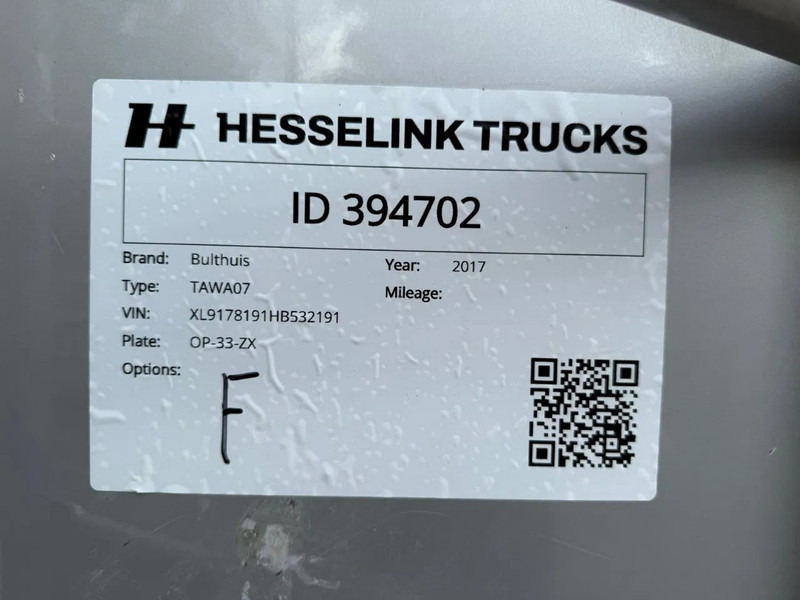 H HESSELINK TRUCKS
ID 394702
Brand: Bulthuis
Year: 2017
Type: TAWA07
Mileage:
VIN: XL9178191HB532191
Plate: OP-33-ZX
Options:
F